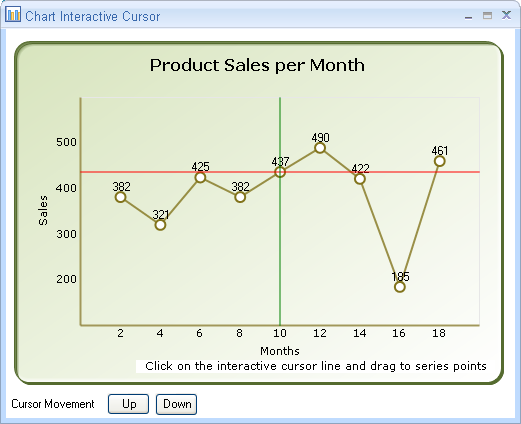 Chart Interactive Cursor
Product Sales per Month
500
400
300
200
Sales
382
321
425
382
437
490
422
185
461
2 4 6 8 10 12 14 16 18
Months
Click on the interactive cursor line and drag to series points
Cursor Movement Up Down